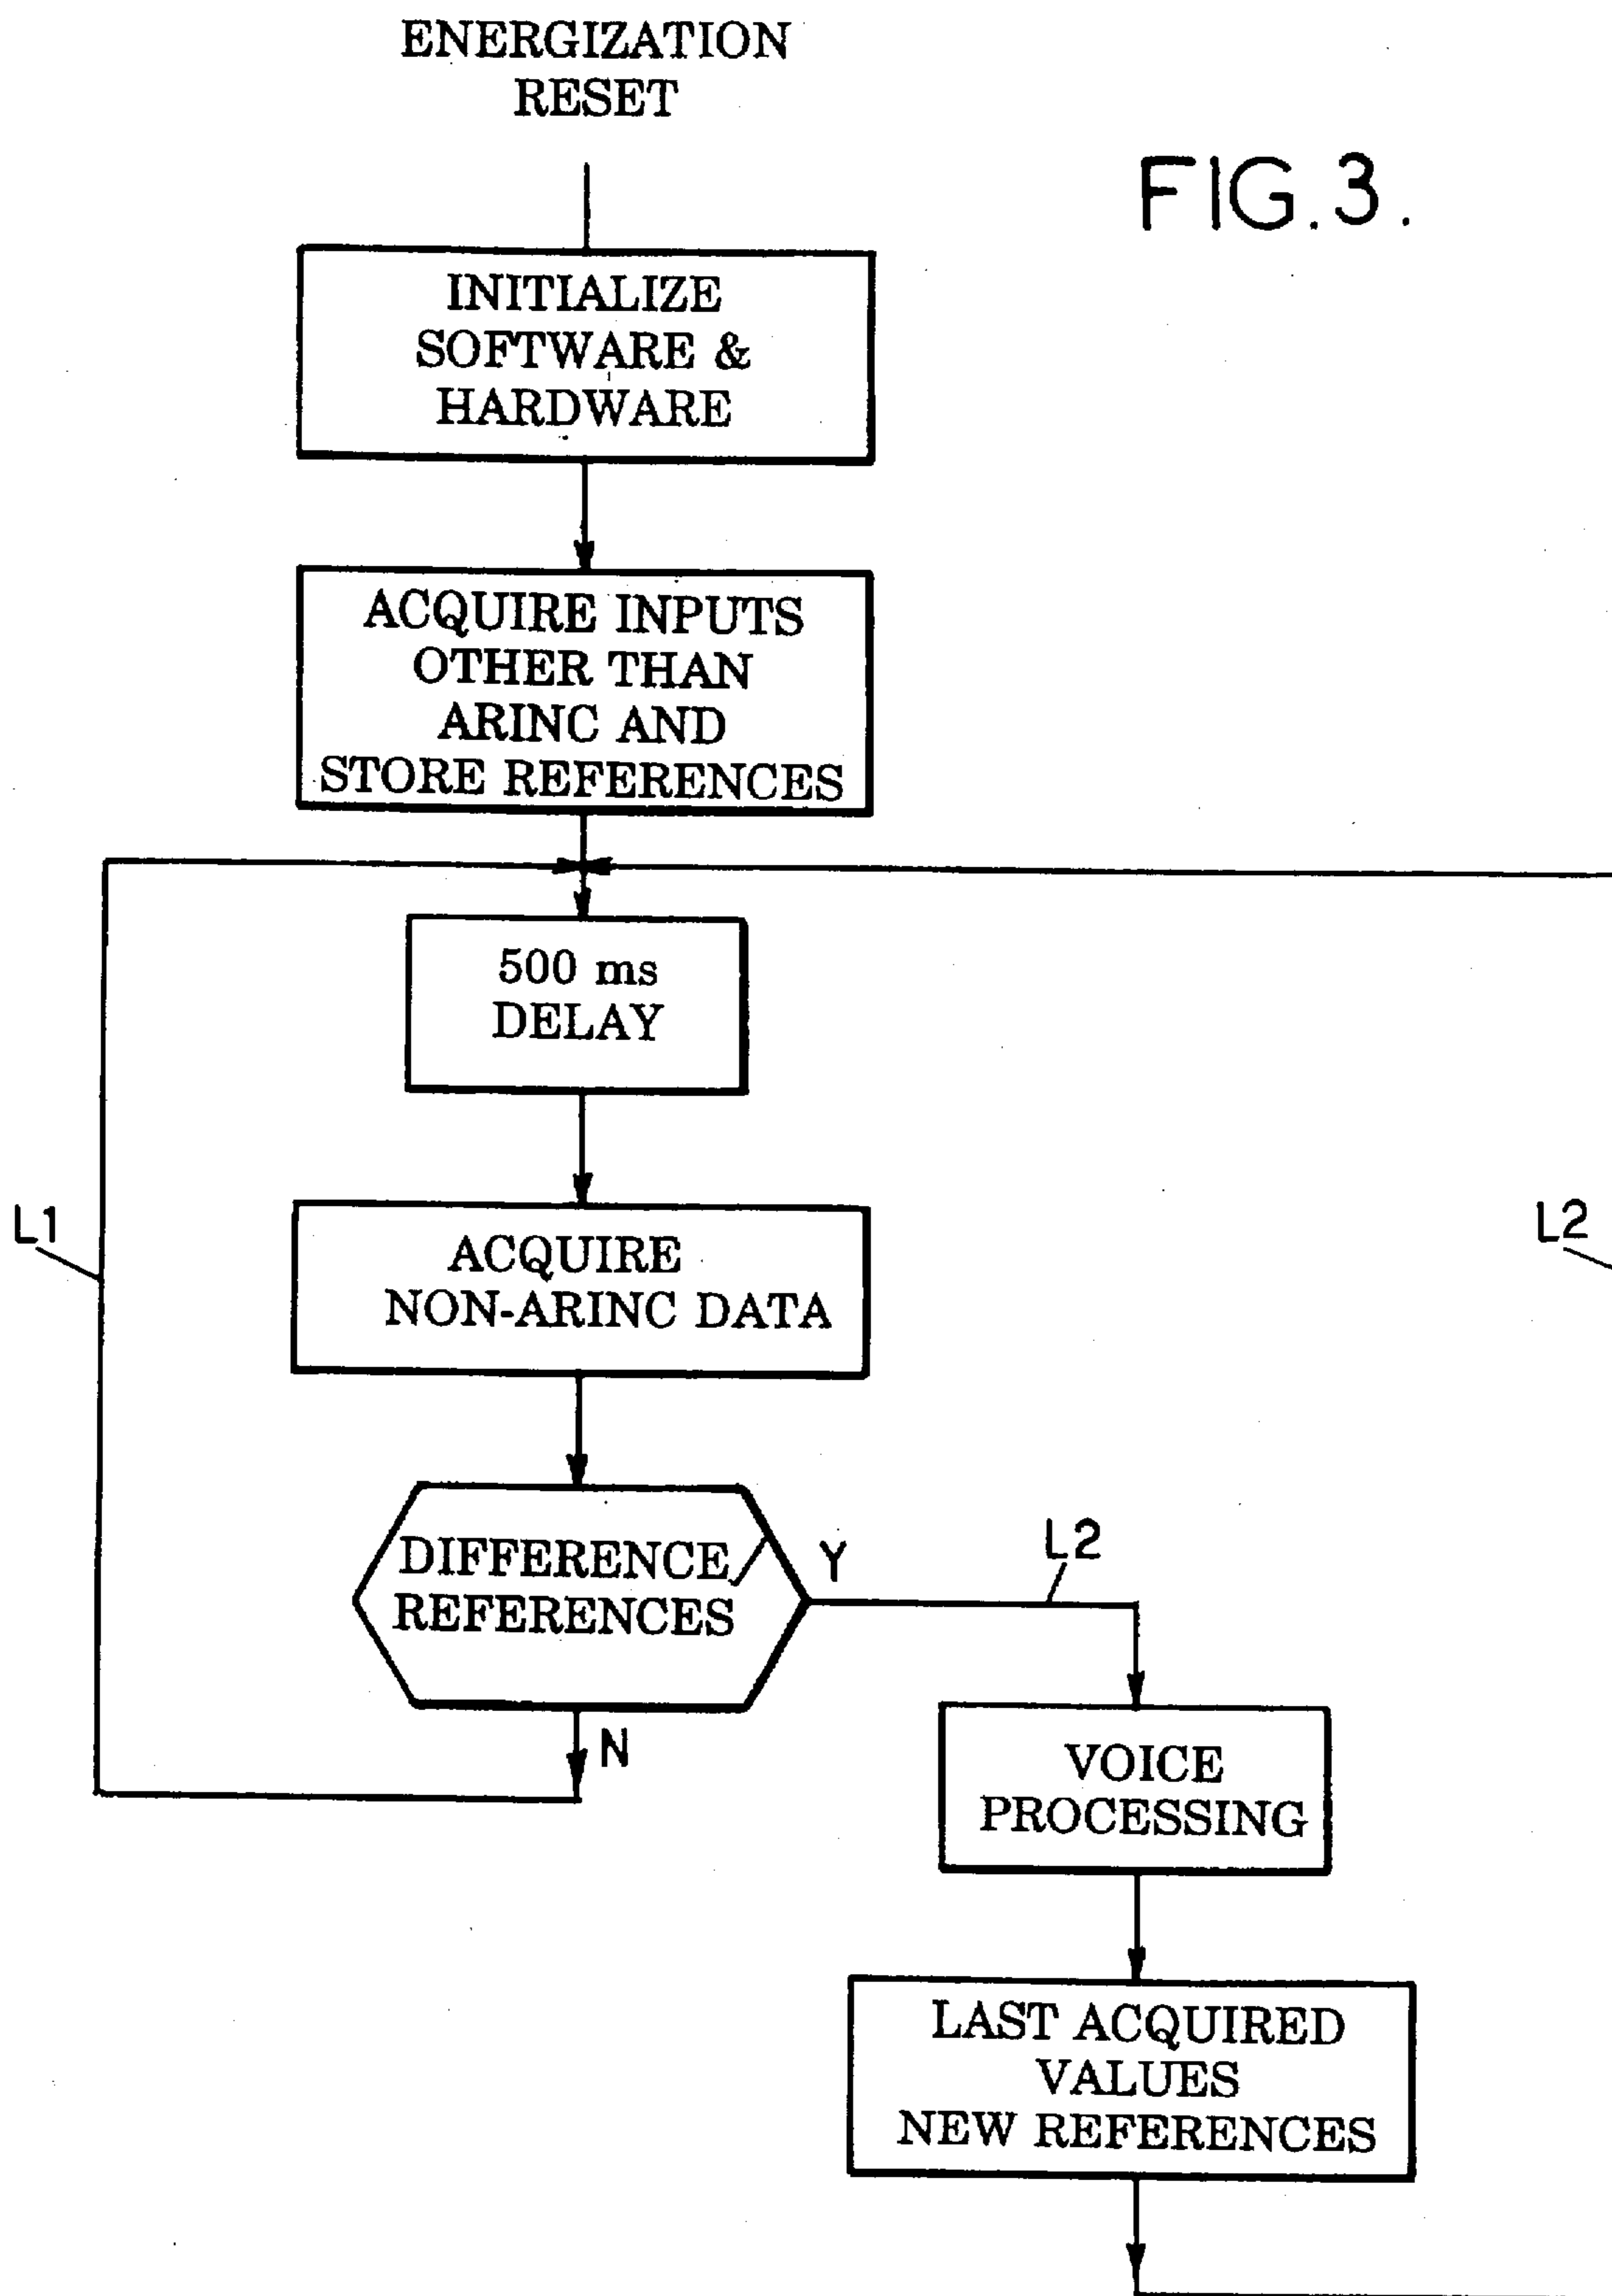 ENERGIZATION
RESET
FIG.3.
INITIALIZE
SOFTWARE &
HARDWARE
ACQUIRE INPUTS
OTHER THAN
ARINC AND
STORE REFERENCES
500 ms
DELAY
L1
L2
ACQUIRE
NON-ARINC DATA
DIFFERENCE/
REFERENCES
Y
L2
N
VOICE
PROCESSING
LAST ACQUIRED
VALUES
NEW REFERENCES